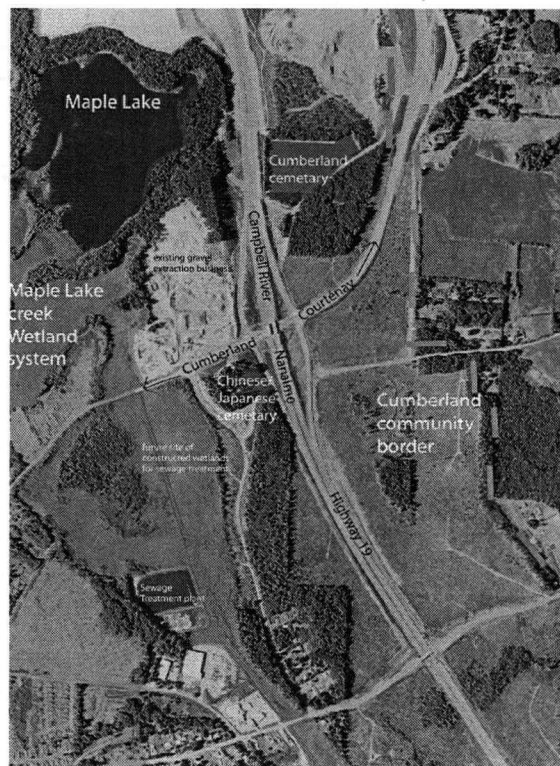 Maple Lake
Cumberland
cemetary
Campbell River
existing gravel
extraction business
Maple Lake
creek
Wetland
system
Courtenay
Cumberland
Nanaimo
Chinese/
Japanese
cemetary
Cumberland
community
border
future site of
constructed wetlands
for sewage treatment
Highway 19
Sewage
Treatment plant